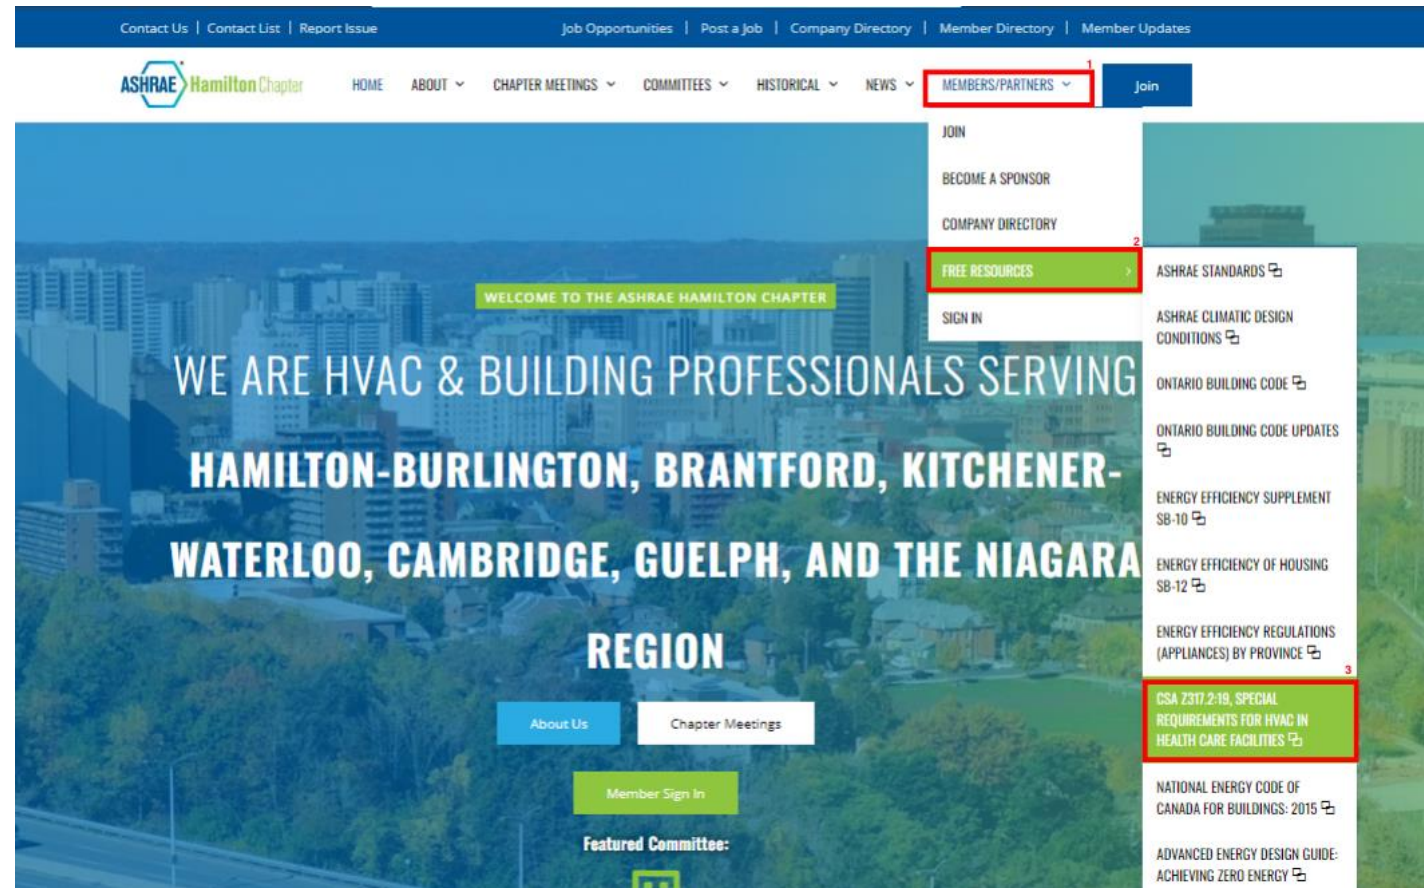 Contact Us | Contact List | Report Issue
Job Opportunities | Post a Job | Company Directory | Member Directory | Member Updates
ASHRAE Hamilton Chapter
HOME ABOUT CHAPTER MEETINGS COMMITTEES HISTORICAL NEWS MEMBERS/PARTNERS Join
1
JOIN
BECOME A SPONSOR
COMPANY DIRECTORY
2
FREE RESOURCES
SIGN IN
ASHRAE STANDARDS
ASHRAE CLIMATIC DESIGN
CONDITIONS
ONTARIO BUILDING CODE
ONTARIO BUILDING CODE UPDATES
ENERGY EFFICIENCY SUPPLEMENT
SB-10
ENERGY EFFICIENCY OF HOUSING
SB-12
ENERGY EFFICIENCY REGULATIONS
(APPLIANCES) BY PROVINCE
3
CSA Z317.2:19, SPECIAL
REQUIREMENTS FOR HVAC IN
HEALTH CARE FACILITIES
NATIONAL ENERGY CODE OF
CANADA FOR BUILDINGS: 2015
ADVANCED ENERGY DESIGN GUIDE:
ACHIEVING ZERO ENERGY
WELCOME TO THE ASHRAE HAMILTON CHAPTER
WE ARE HVAC & BUILDING PROFESSIONALS SERVING
HAMILTON-BURLINGTON, BRANTFORD, KITCHENER-
WATERLOO, CAMBRIDGE, GUELPH, AND THE NIAGARA
REGION
About Us
Chapter Meetings
Member Sign In
Featured Committee: